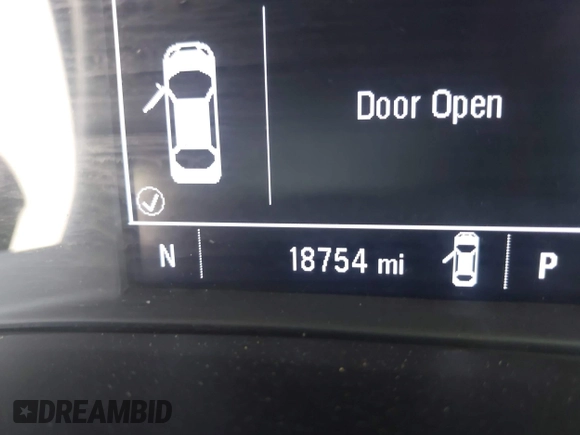 Door Open
N 18754 mi P
DREAMBID